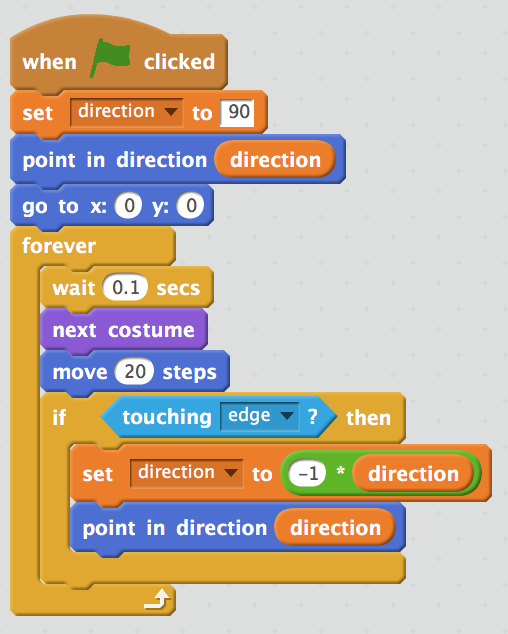 when clicked
set direction to 90
point in direction direction
go to x: 0 y: 0
forever
wait 0.1 secs
next costume
move 20 steps
if touching edge ? then
set direction to -1 * direction
point in direction direction